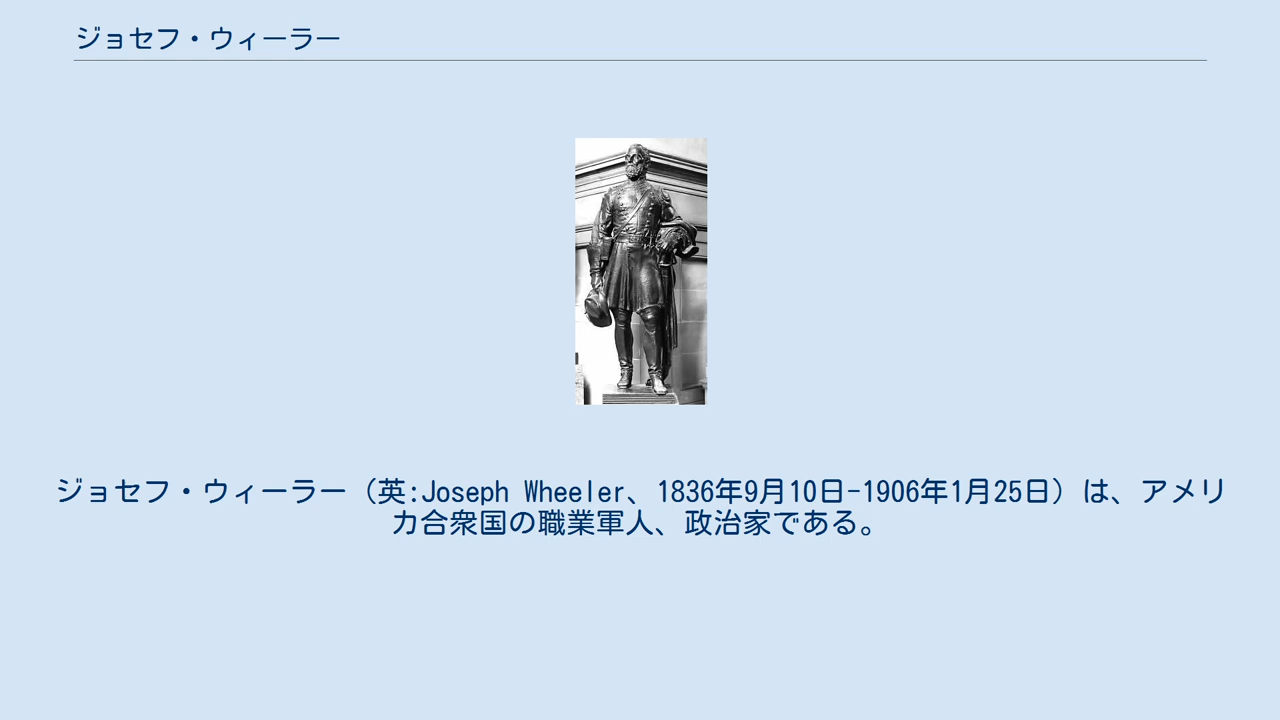 ジョセフ・ウィーラー
ジョセフ・ウィーラー（英:Joseph Wheeler、1836年9月10日-1906年1月25日）は、アメリ
カ合衆国の職業軍人、政治家である。